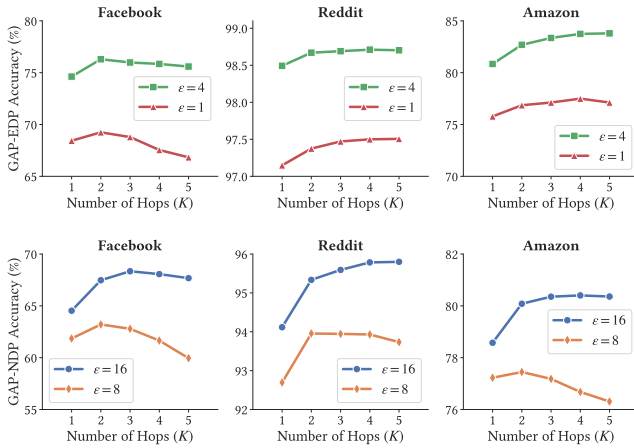 Facebook
Reddit
Amazon
GAP-EDP Accuracy (%)
80
75
70
65
ε = 4
ε = 1
1 2 3 4 5
Number of Hops (K)
99.0
98.5
98.0
97.5
97.0
ε = 4
ε = 1
1 2 3 4 5
Number of Hops (K)
85
80
75
70
ε = 4
ε = 1
1 2 3 4 5
Number of Hops (K)
Facebook
Reddit
Amazon
GAP-NDP Accuracy (%)
70
65
60
55
ε = 16
ε = 8
1 2 3 4 5
Number of Hops (K)
96
95
94
93
92
ε = 16
ε = 8
1 2 3 4 5
Number of Hops (K)
82
80
78
76
ε = 16
ε = 8
1 2 3 4 5
Number of Hops (K)